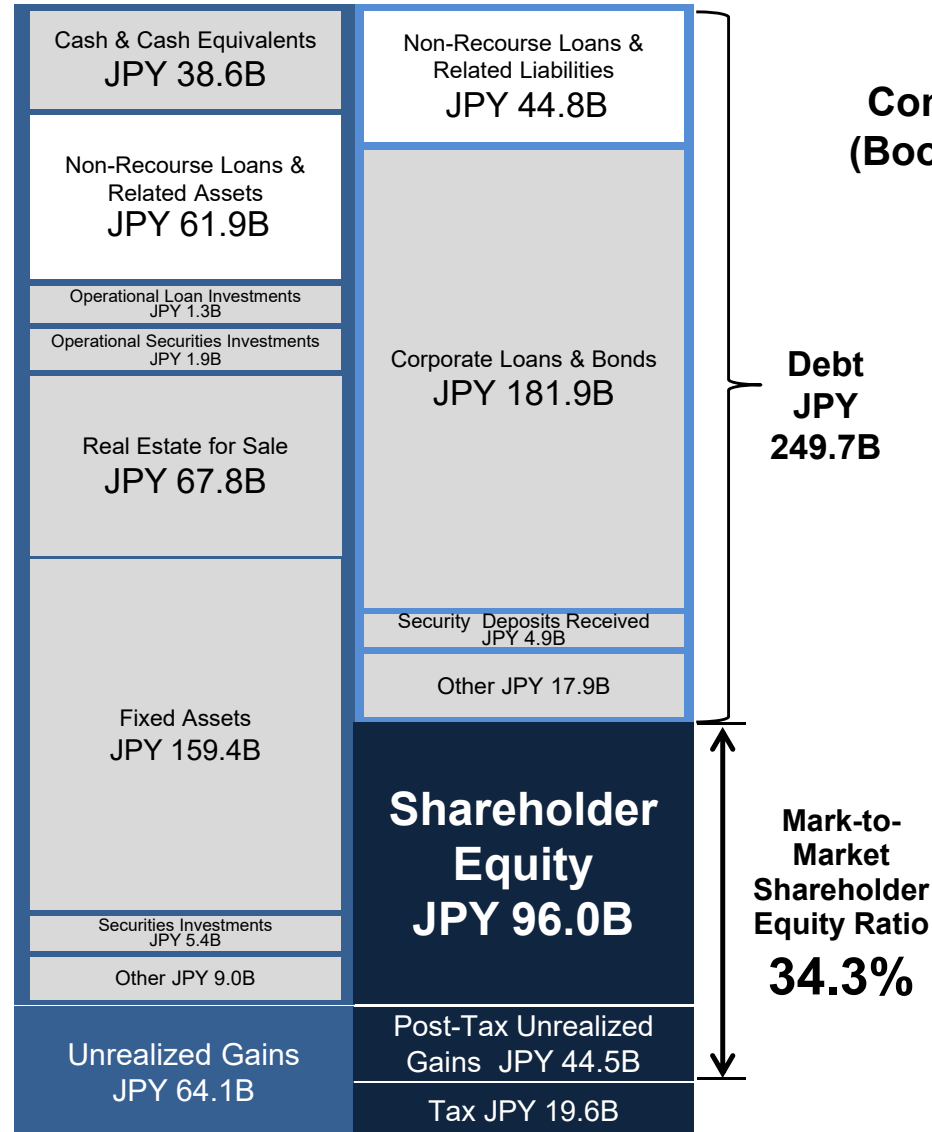 Cash & Cash Equivalents
JPY 38.6B
Non-Recourse Loans &
Related Assets
JPY 61.9B
Operational Loan Investments
JPY 1.3B
Operational Securities Investments
JPY 1.9B
Real Estate for Sale
JPY 67.8B
Fixed Assets
JPY 159.4B
Securities Investments
JPY 5.4B
Other JPY 9.0B
Unrealized Gains
JPY 64.1B
Non-Recourse Loans &
Related Liabilities
JPY 44.8B
Corporate Loans & Bonds
JPY 181.9B
Security Deposits Received
JPY 4.9B
Other JPY 17.9B
Shareholder
Equity
JPY 96.0B
Post-Tax Unrealized
Gains JPY 44.5B
Tax JPY 19.6B
Debt
JPY
249.7B
Mark-to-
Market
Shareholder
Equity Ratio
34.3%